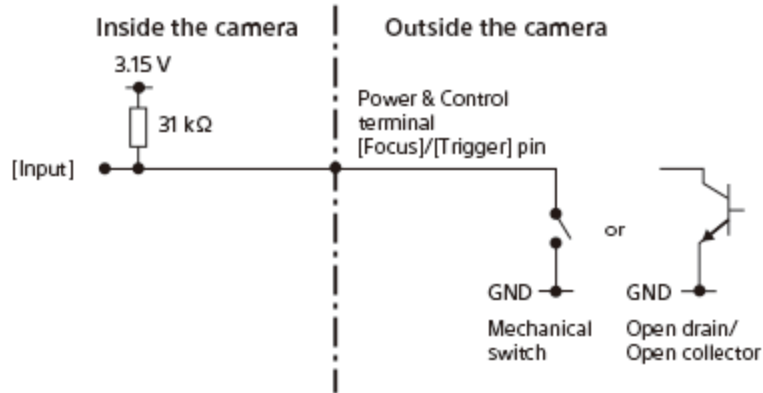 Inside the camera
Outside the camera
3.15 V
31 kΩ
[Input]
Power & Control
terminal
[Focus]/[Trigger] pin
or
GND
GND
Mechanical
switch
Open drain/
Open collector